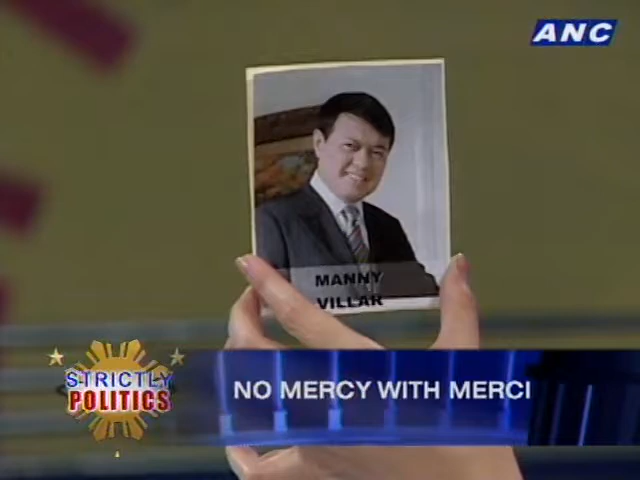 ANC
MANNY
VILLAR
STRICTLY
POLITICS
NO MERCY WITH MERCI